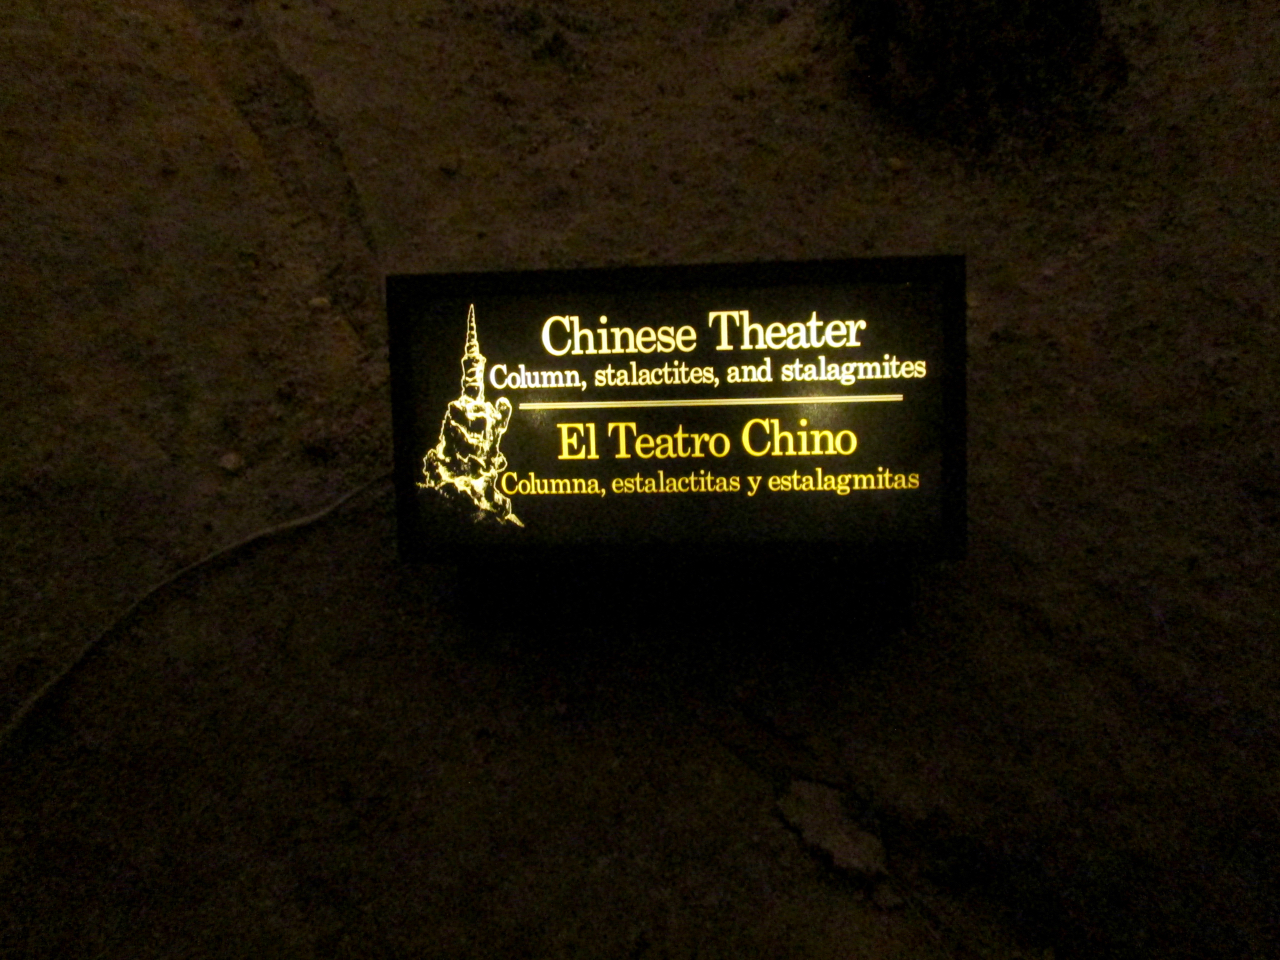 Chinese Theater
Column, stalactites, and stalagmites
El Teatro Chino
Columna, estalactitas y estalagmitas